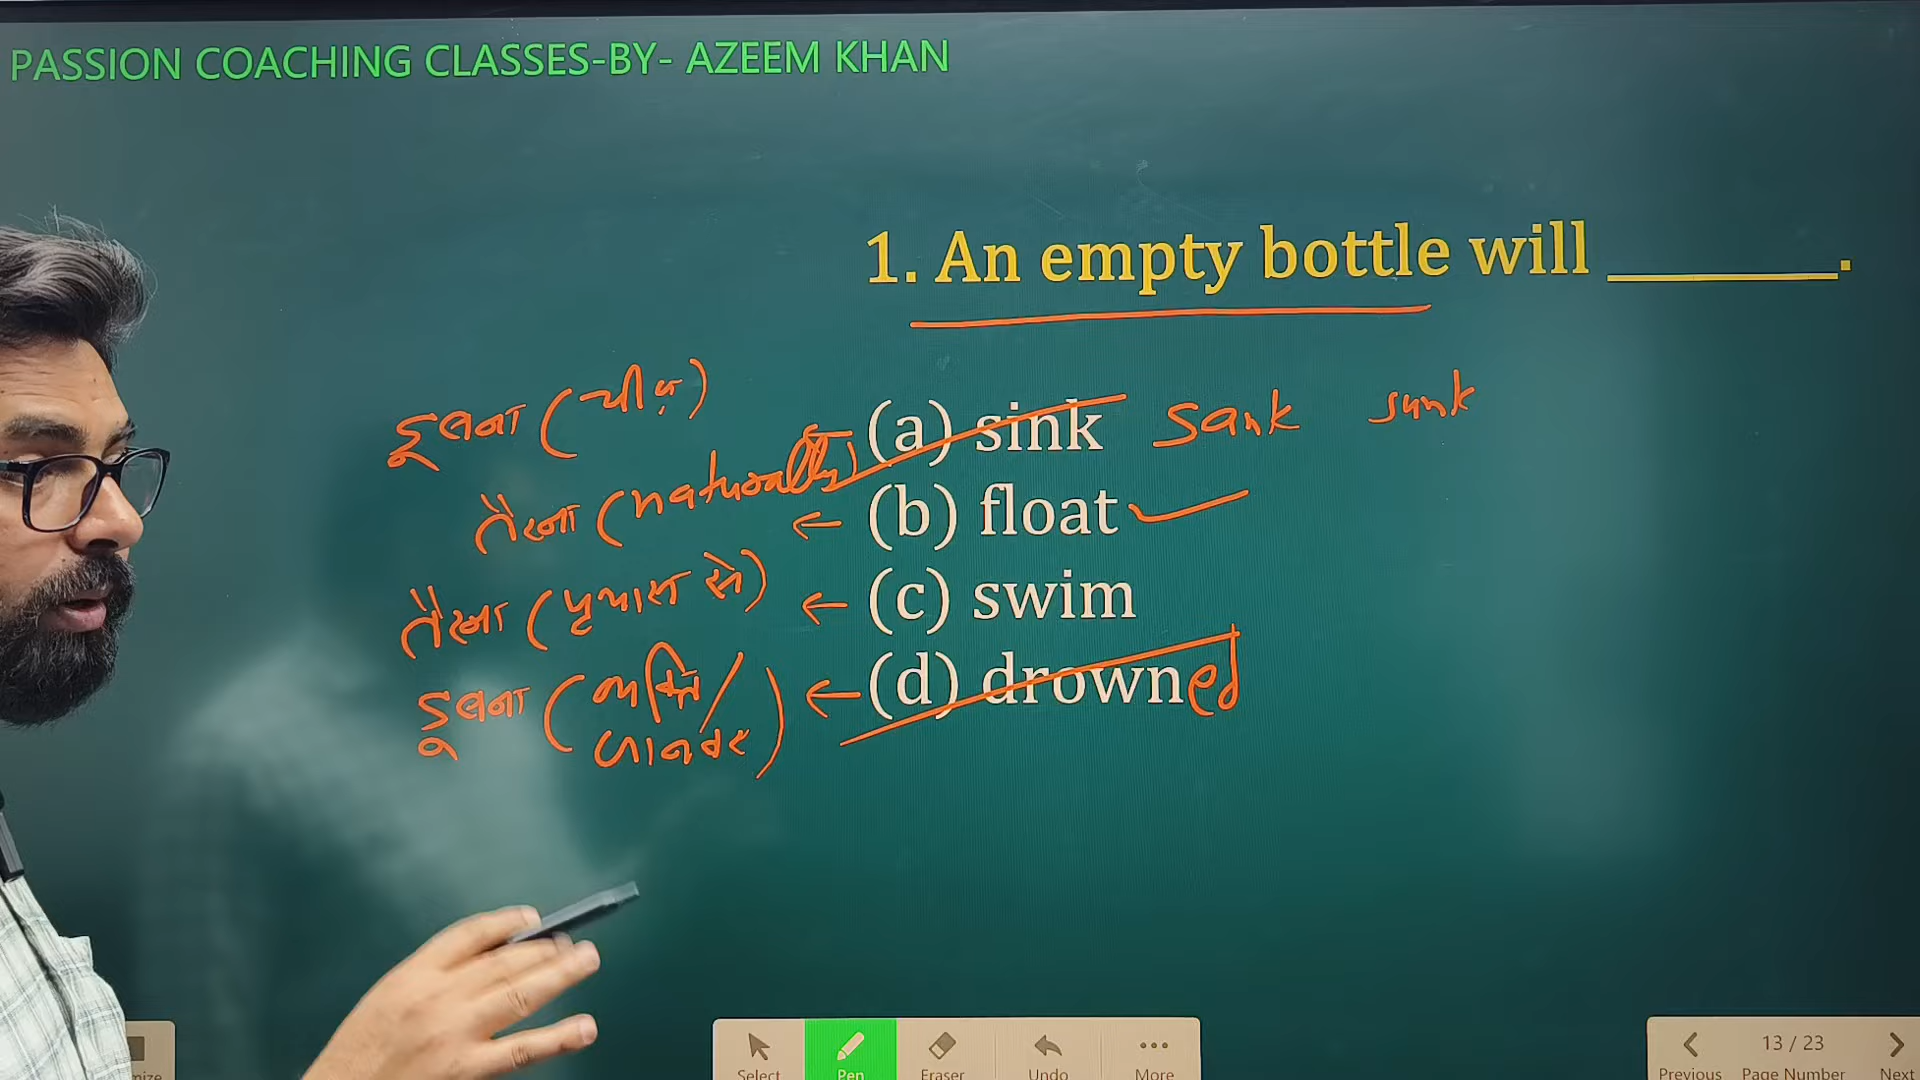 PASSION COACHING CLASSES-BY- AZEEM KHAN
1. An empty bottle will ______.
डूबना (चीज़) ← (a) sink sank sunk
तैरना (naturally) ← (b) float ✓
तैरना (प्रयास से) ← (c) swim
डूबना (व्यक्ति/ ← (d) drowned
जानवर)
Select
Pen
Eraser
Undo
More
13 / 23
Previous
Page Number
Next